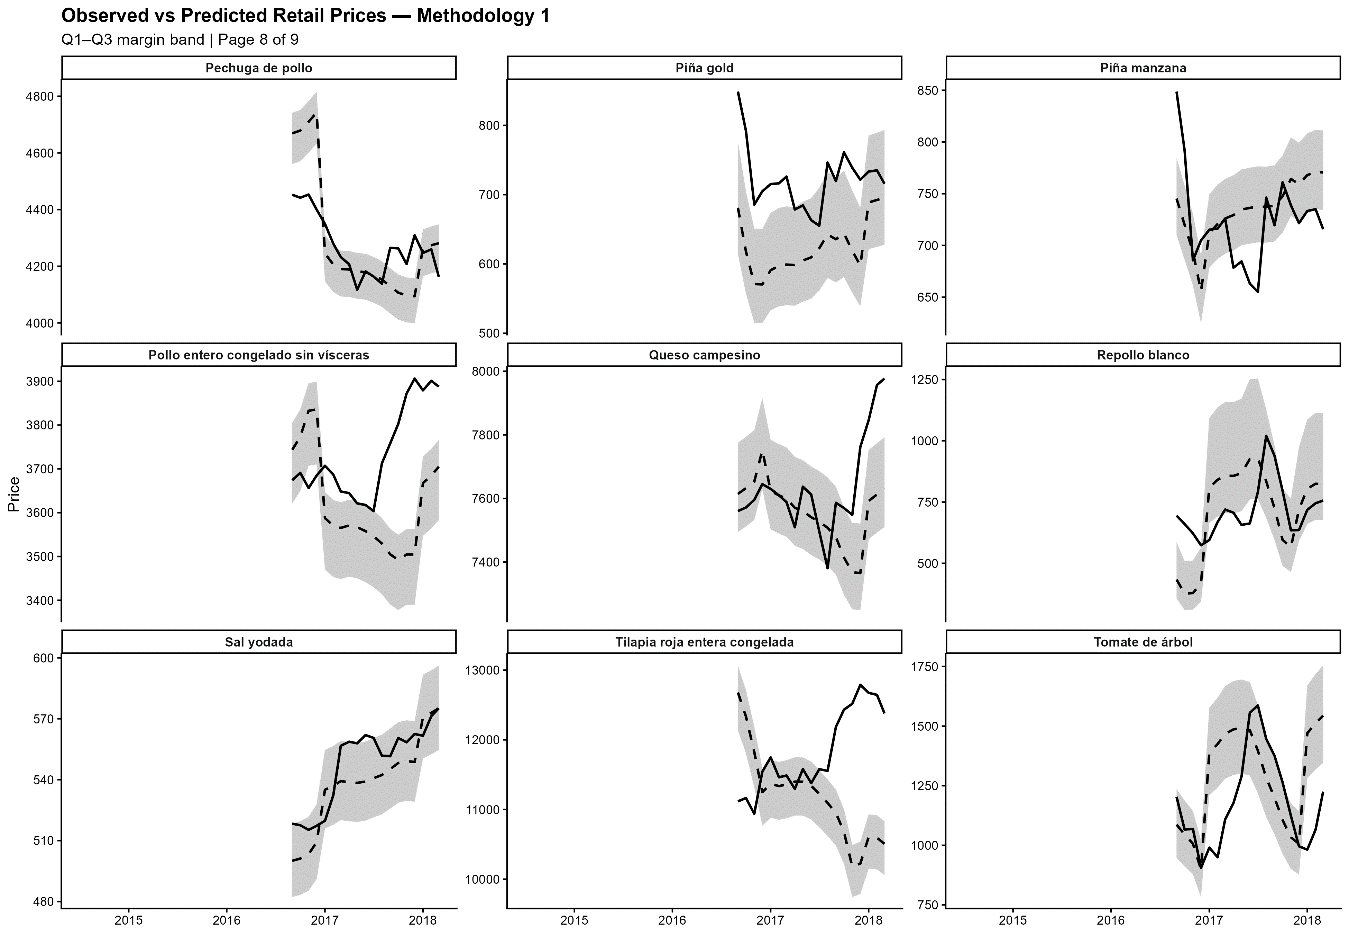 Observed vs Predicted Retail Prices — Methodology 1
Q1–Q3 margin band | Page 8 of 9
Pechuga de pollo
Piña gold
Piña manzana
4800
4600
4400
4200
4000
800
700
600
500
850
800
750
700
650
Pollo entero congelado sin vísceras
Queso campesino
Repollo blanco
Price
3900
3800
3700
3600
3500
3400
8000
7800
7600
7400
1250
1000
750
500
Sal yodada
Tilapia roja entera congelada
Tomate de árbol
600
570
540
510
480
13000
12000
11000
10000
1750
1500
1250
1000
750
2015 2016 2017 2018
2015 2016 2017 2018
2015 2016 2017 2018